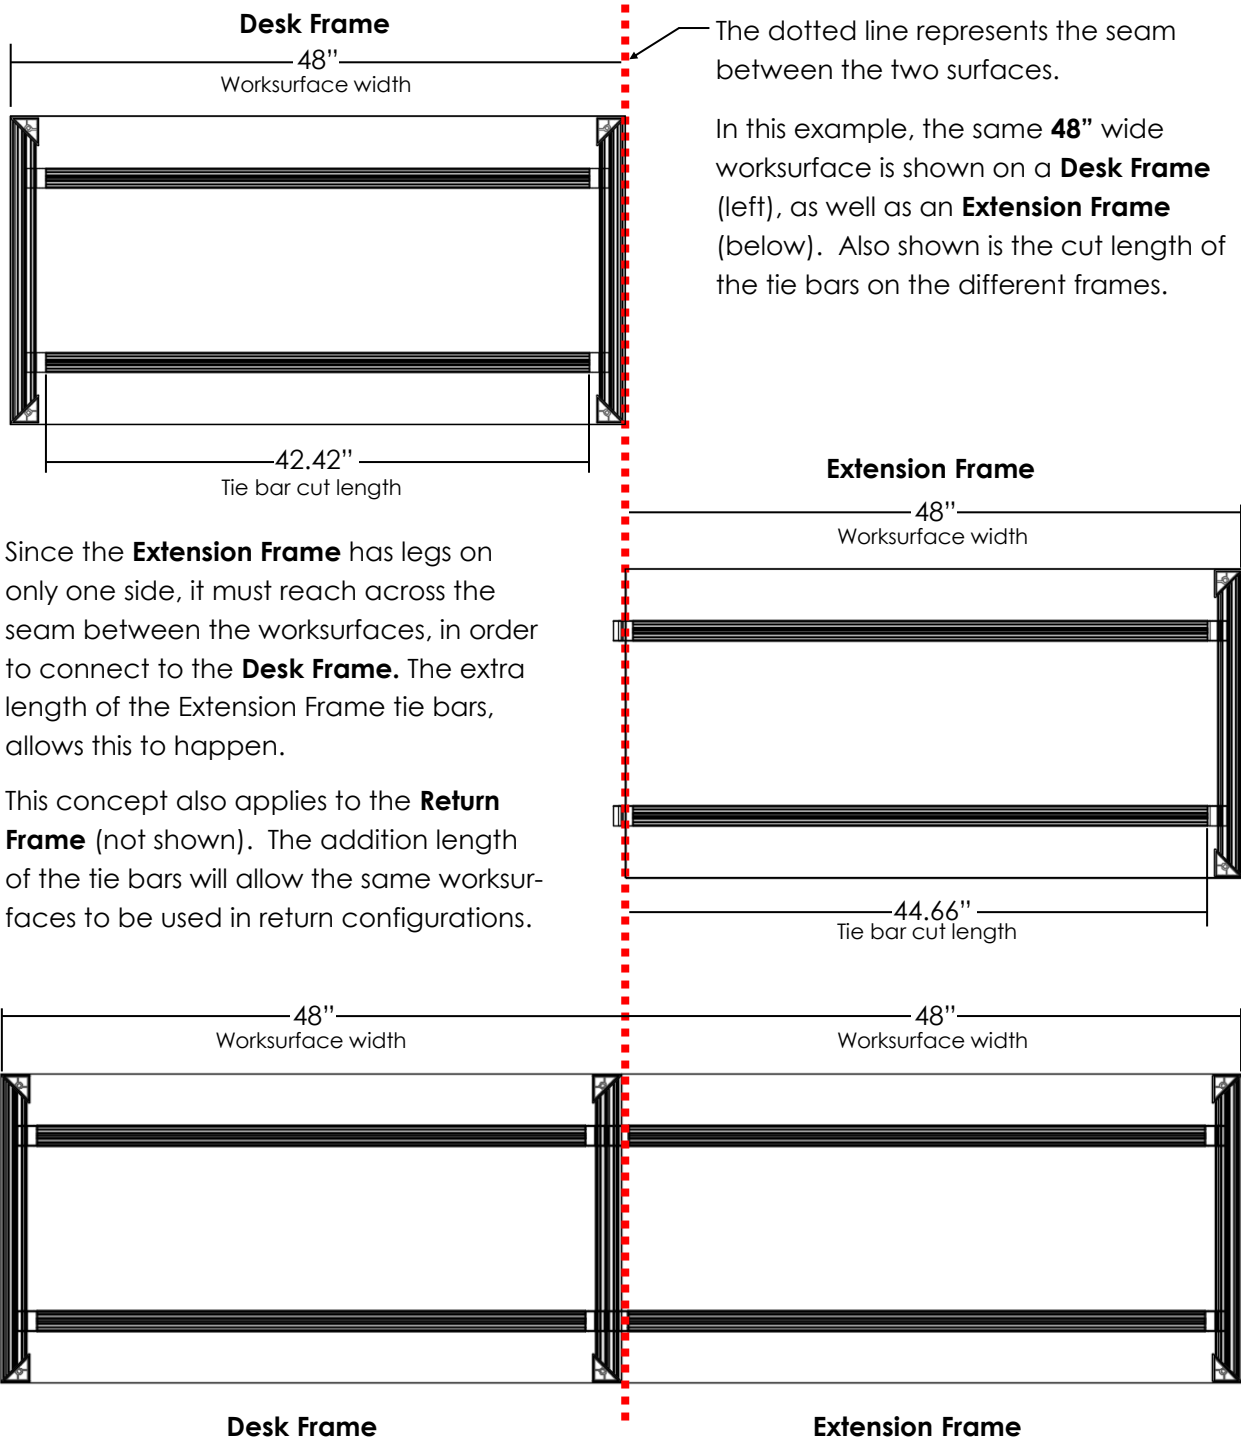 Desk Frame
48”
Worksurface width
The dotted line represents the seam
between the two surfaces.
In this example, the same 48” wide
worksurface is shown on a Desk Frame
(left), as well as an Extension Frame
(below).  Also shown is the cut length of
the tie bars on the different frames.
42.42”
Tie bar cut length
Extension Frame
48”
Worksurface width
Since the Extension Frame has legs on
only one side, it must reach across the
seam between the worksurfaces, in order
to connect to the Desk Frame. The extra
length of the Extension Frame tie bars,
allows this to happen.
This concept also applies to the Return
Frame (not shown).  The addition length
of the tie bars will allow the same worksur-
faces to be used in return configurations.
44.66”
Tie bar cut length
48”
Worksurface width
48”
Worksurface width
Desk Frame
Extension Frame